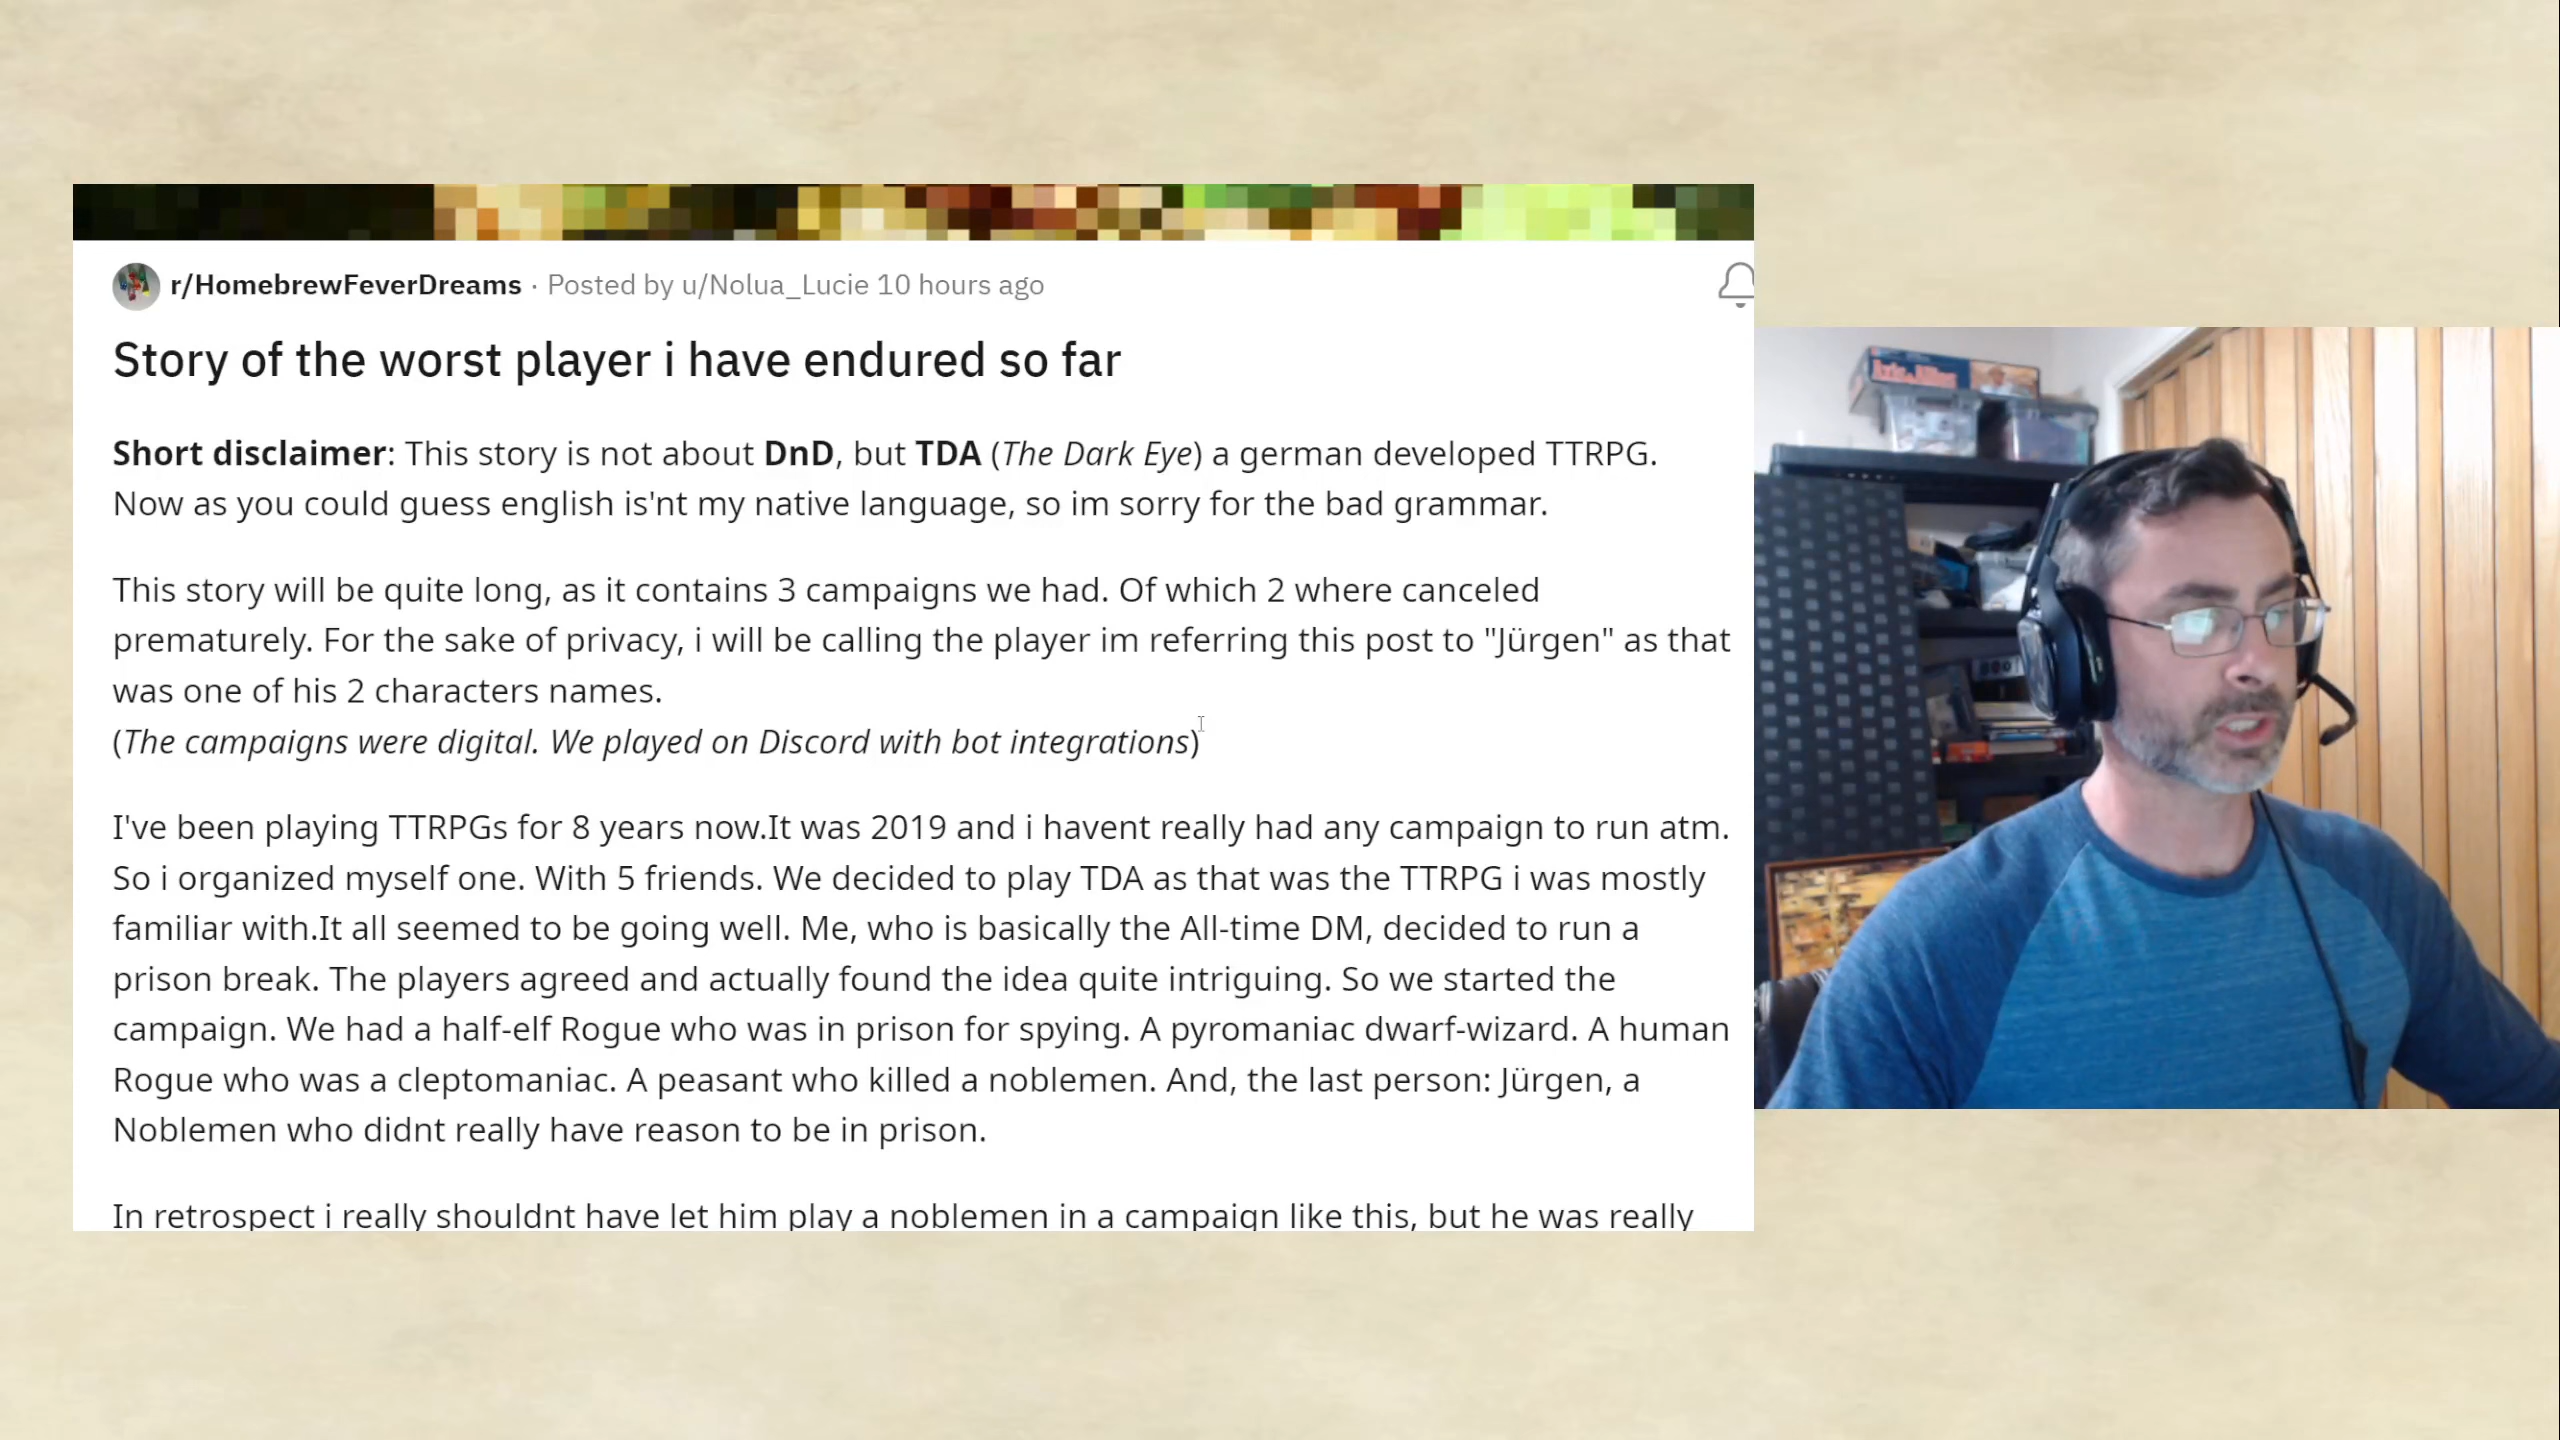 r/HomebrewFeverDreams · Posted by u/Nolua_Lucie 10 hours ago
Story of the worst player i have endured so far
Short disclaimer: This story is not about DnD, but TDA (The Dark Eye) a german developed TTRPG.
Now as you could guess english is'nt my native language, so im sorry for the bad grammar.
This story will be quite long, as it contains 3 campaigns we had. Of which 2 where canceled
prematurely. For the sake of privacy, i will be calling the player im referring this post to "Jürgen" as that
was one of his 2 characters names.
(The campaigns were digital. We played on Discord with bot integrations)
I've been playing TTRPGs for 8 years now.It was 2019 and i havent really had any campaign to run atm.
So i organized myself one. With 5 friends. We decided to play TDA as that was the TTRPG i was mostly
familiar with.It all seemed to be going well. Me, who is basically the All-time DM, decided to run a
prison break. The players agreed and actually found the idea quite intriguing. So we started the
campaign. We had a half-elf Rogue who was in prison for spying. A pyromaniac dwarf-wizard. A human
Rogue who was a cleptomaniac. A peasant who killed a noblemen. And, the last person: Jürgen, a
Noblemen who didnt really have reason to be in prison.
In retrospect i really shouldnt have let him play a noblemen in a campaign like this, but he was really